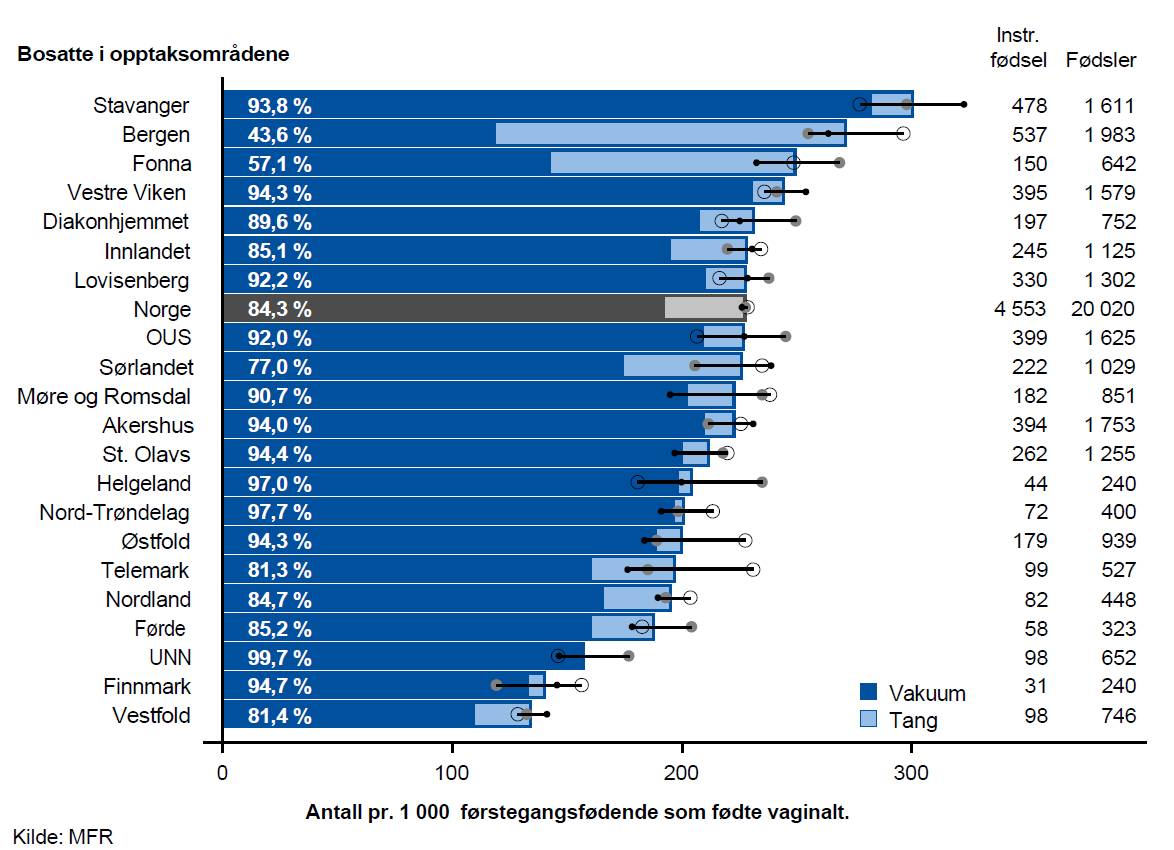 Instr.
Bosatte i opptaksområdene fødsel Fødsler
Stavanger 93,8 % 478 1 611
Bergen 43,6 % 537 1 983
Fonna 57,1 % 150 642
Vestre Viken 94,3 % 395 1 579
Diakonhjemmet 89,6 % 197 752
Innlandet 85,1 % 245 1 125
Lovisenberg 92,2 % 330 1 302
Norge 84,3 % 4 553 20 020
OUS 92,0 % 399 1 625
Sørlandet 77,0 % 222 1 029
Møre og Romsdal 90,7 % 182 851
Akershus 94,0 % 394 1 753
St. Olavs 94,4 % 262 1 255
Helgeland 97,0 % 44 240
Nord-Trøndelag 97,7 % 72 400
Østfold 94,3 % 179 939
Telemark 81,3 % 99 527
Nordland 84,7 % 82 448
Førde 85,2 % 58 323
UNN 99,7 % 98 652
Finnmark 94,7 % 31 240
Vestfold 81,4 % 98 746
Vakuum
Tang
0 100 200 300
Antall pr. 1 000 førstegangsfødende som fødte vaginalt.
Kilde: MFR